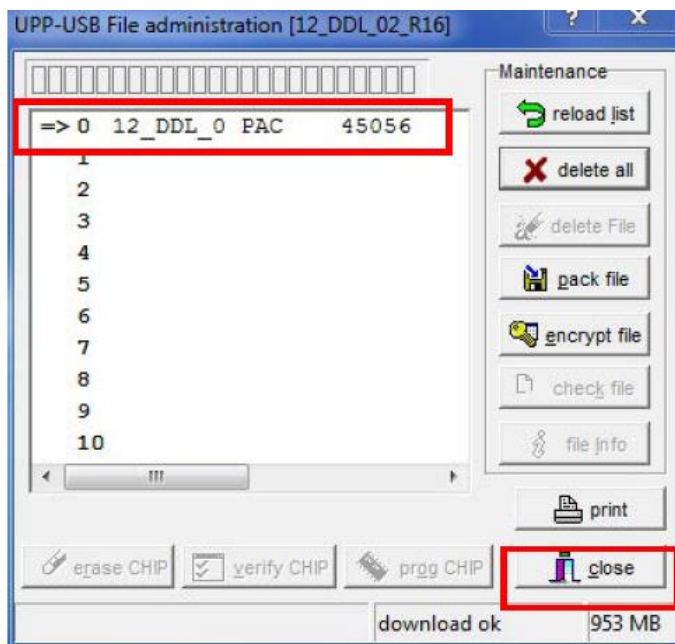 UPP-USB File administration [12_DDL_02_R16]
? X
Maintenance
=> 0 12_DDL_0 PAC 45056
1
2
3
4
5
6
7
8
9
10
reload list
delete all
delete File
pack file
encrypt file
check file
file info
print
erase CHIP verify CHIP prog CHIP close
download ok 953 MB